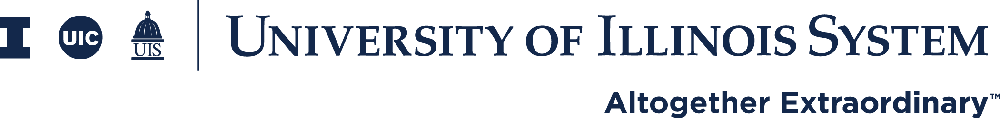 I UIC UIS UNIVERSITY OF ILLINOIS SYSTEM
Altogether Extraordinary™